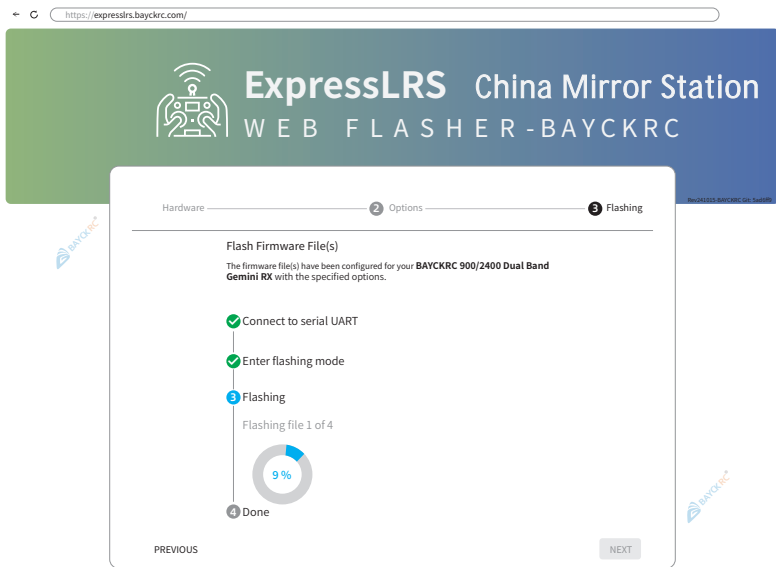 https://expresslrs.bayckrc.com/
ExpressLRS China Mirror Station
WEB FLASHER-BAYCKRC
Hardware 2 Options 3 Flashing
BAYCKRC
Flash Firmware File(s)
The firmware file(s) have been configured for your BAYCKRC 900/2400 Dual Band
Gemini RX with the specified options.
Connect to serial UART
Enter flashing mode
3 Flashing
Flashing file 1 of 4
9 %
4 Done
BAYCKRC
PREVIOUS NEXT